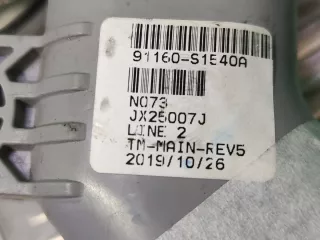 91160-S1E40A
N073
JX25007J
LINE 2
TM-MAIN-REV5
2019/10/26